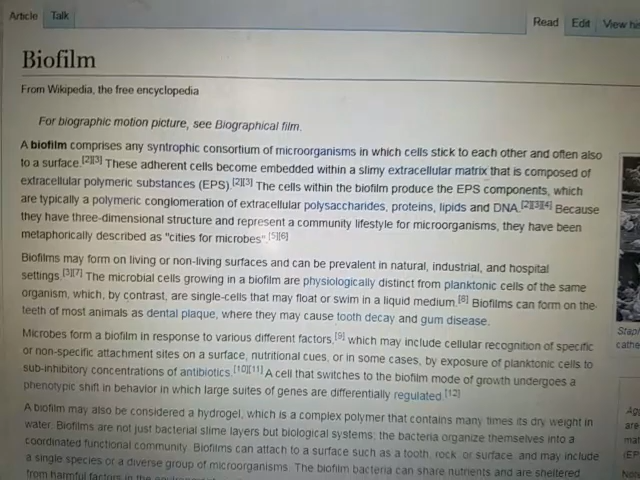 Article Talk Read Edit View his
Biofilm
From Wikipedia, the free encyclopedia
For biographic motion picture, see Biographical film.
A biofilm comprises any syntrophic consortium of microorganisms in which cells stick to each other and often also
to a surface.[2][3] These adherent cells become embedded within a slimy extracellular matrix that is composed of
extracellular polymeric substances (EPS).[2][3] The cells within the biofilm produce the EPS components, which
are typically a polymeric conglomeration of extracellular polysaccharides, proteins, lipids and DNA.[2][3][4] Because
they have three-dimensional structure and represent a community lifestyle for microorganisms, they have been
metaphorically described as "cities for microbes".[5][6]
Biofilms may form on living or non-living surfaces and can be prevalent in natural, industrial, and hospital
settings.[3][7] The microbial cells growing in a biofilm are physiologically distinct from planktonic cells of the same
organism, which, by contrast, are single-cells that may float or swim in a liquid medium.[8] Biofilms can form on the
teeth of most animals as dental plaque, where they may cause tooth decay and gum disease.
Microbes form a biofilm in response to various different factors,[9] which may include cellular recognition of specific
or non-specific attachment sites on a surface, nutritional cues, or in some cases, by exposure of planktonic cells to
sub-inhibitory concentrations of antibiotics.[10][11] A cell that switches to the biofilm mode of growth undergoes a
phenotypic shift in behavior in which large suites of genes are differentially regulated.[12]
A biofilm may also be considered a hydrogel, which is a complex polymer that contains many times its dry weight in
water. Biofilms are not just bacterial slime layers but biological systems; the bacteria organize themselves into a
coordinated functional community. Biofilms can attach to a surface such as a tooth, rock, or surface, and may include
a single species or a diverse group of microorganisms. The biofilm bacteria can share nutrients and are sheltered
from harmful factors in the
Stap
cathe
Agg
are
mat
(EP